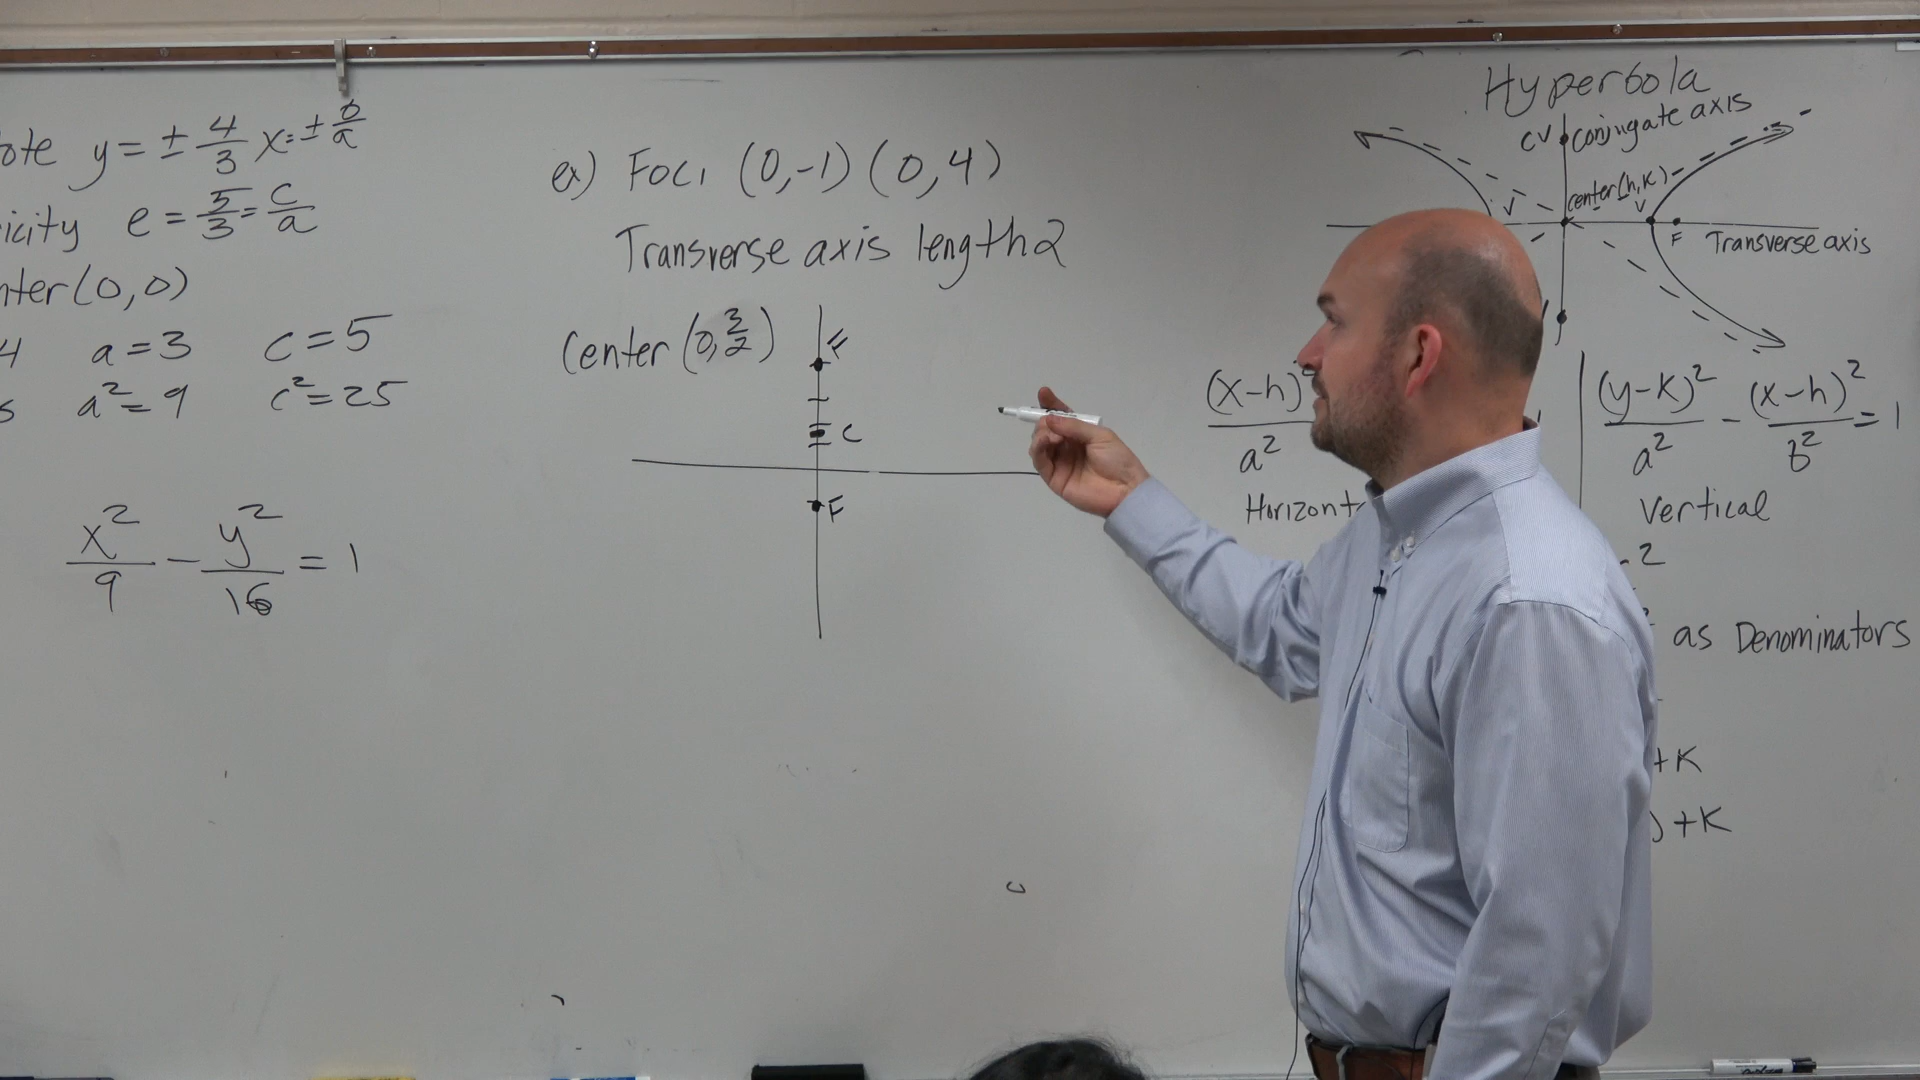 ote y = ± 4/3 x = ± b/a
icity e = 5/3 = c/a
nter (0,0)
4 a=3 c=5
s a²=9 c²=25
x²/9 - y²/16 = 1
ex) Foci (0,-1) (0,4)
Transverse axis length 2
Center (0, 3/2)
F
C
F
Hyperbola
CV conjugate axis
center (h,k)
V V
F Transverse axis
(x-h)²/a²
Horizont
(y-k)²/a² - (x-h)²/b² = 1
Vertical
2
as Denominators
+K
) +K